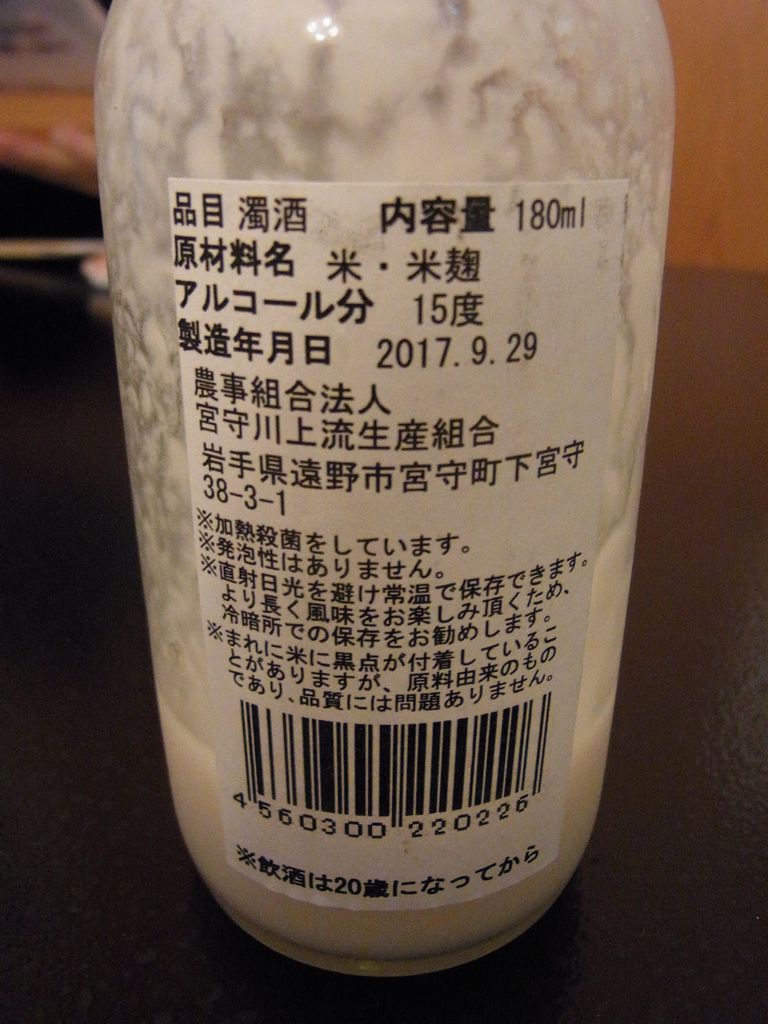 品目 濁酒 内容量 180ml
原材料名 米・米麹
アルコール分 15度
製造年月日 2017.9.29
農事組合法人
宮守川上流生産組合
岩手県遠野市宮守町下宮守
38-3-1
※加熱殺菌をしています。
※発泡性はありません。
※直射日光を避け常温で保存できます。
より長く風味をお楽しみ頂くため、
冷暗所での保存をお勧めします。
※まれに米に黒点が付着しているこ
とがありますが、原料由来のもの
であり、品質には問題ありません。
4 560300 220226
※飲酒は20歳になってから